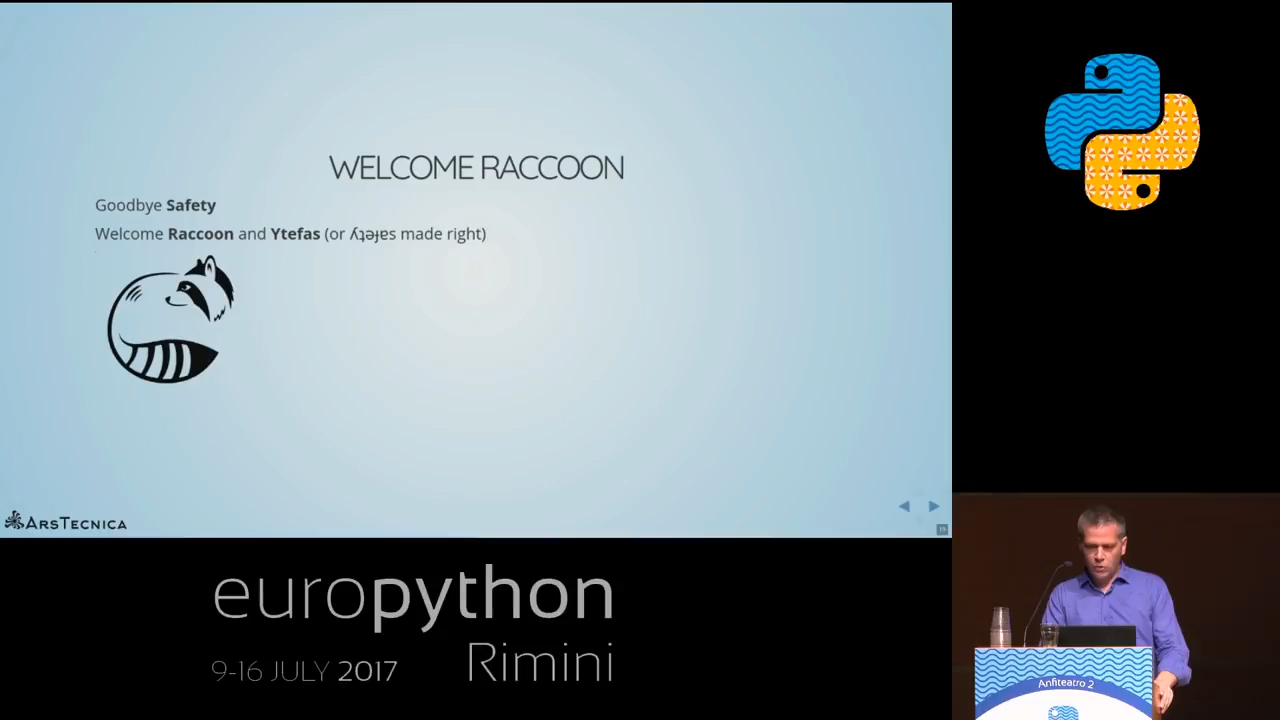 WELCOME RACCOON
Goodbye Safety
Welcome Raccoon and Ytefas (or ʎʇǝɟɐs made right)
ARSTECNICA
19
europython
9-16 JULY 2017 Rimini
Anfiteatro 2